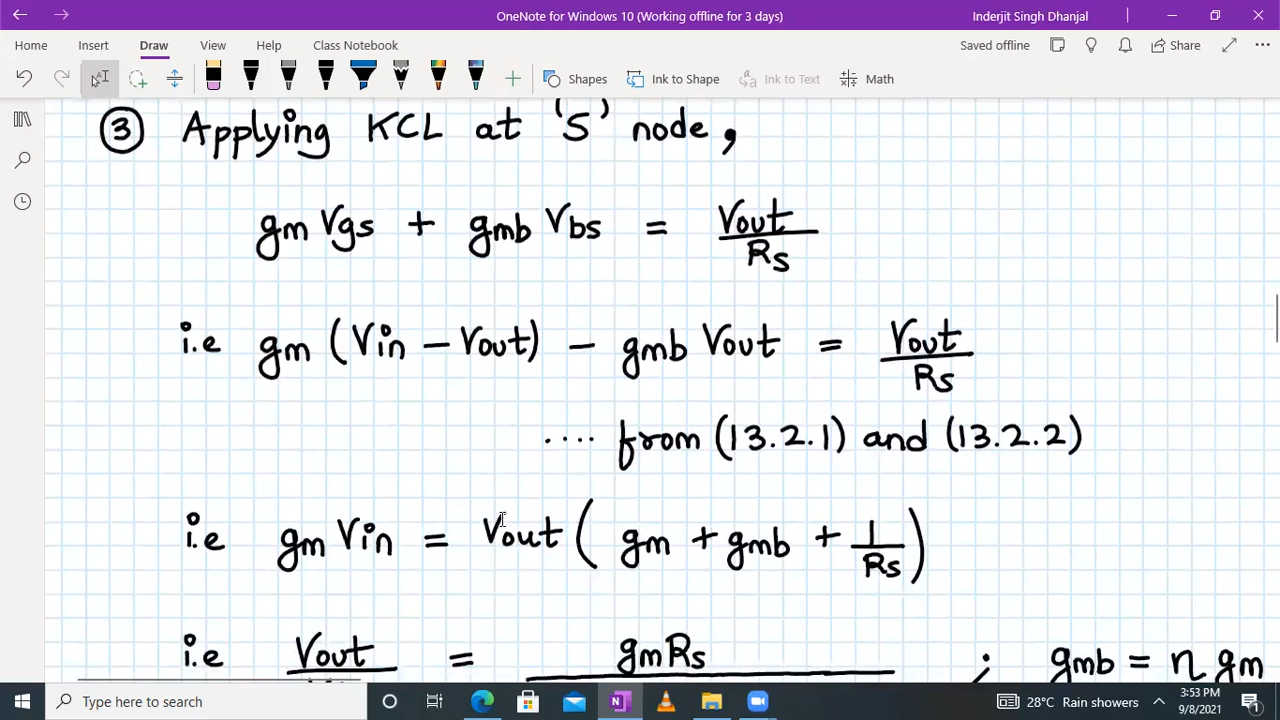 OneNote for Windows 10 (Working offline for 3 days)
Inderjit Singh Dhanjal
Home Insert Draw View Help Class Notebook
Saved offline
Share
Shapes
Ink to Shape
Ink to Text
Math
③ Applying KCL at 'S' node,
gm Vgs + gmb Vbs = Vout/Rs
i.e gm (Vin - Vout) - gmb Vout = Vout/Rs
.... from (13.2.1) and (13.2.2)
i.e gm Vin = Vout ( gm + gmb + 1/Rs )
i.e Vout = gmRs ; gmb = η gm
Type here to search
28°C Rain showers
3:53 PM
9/8/2021